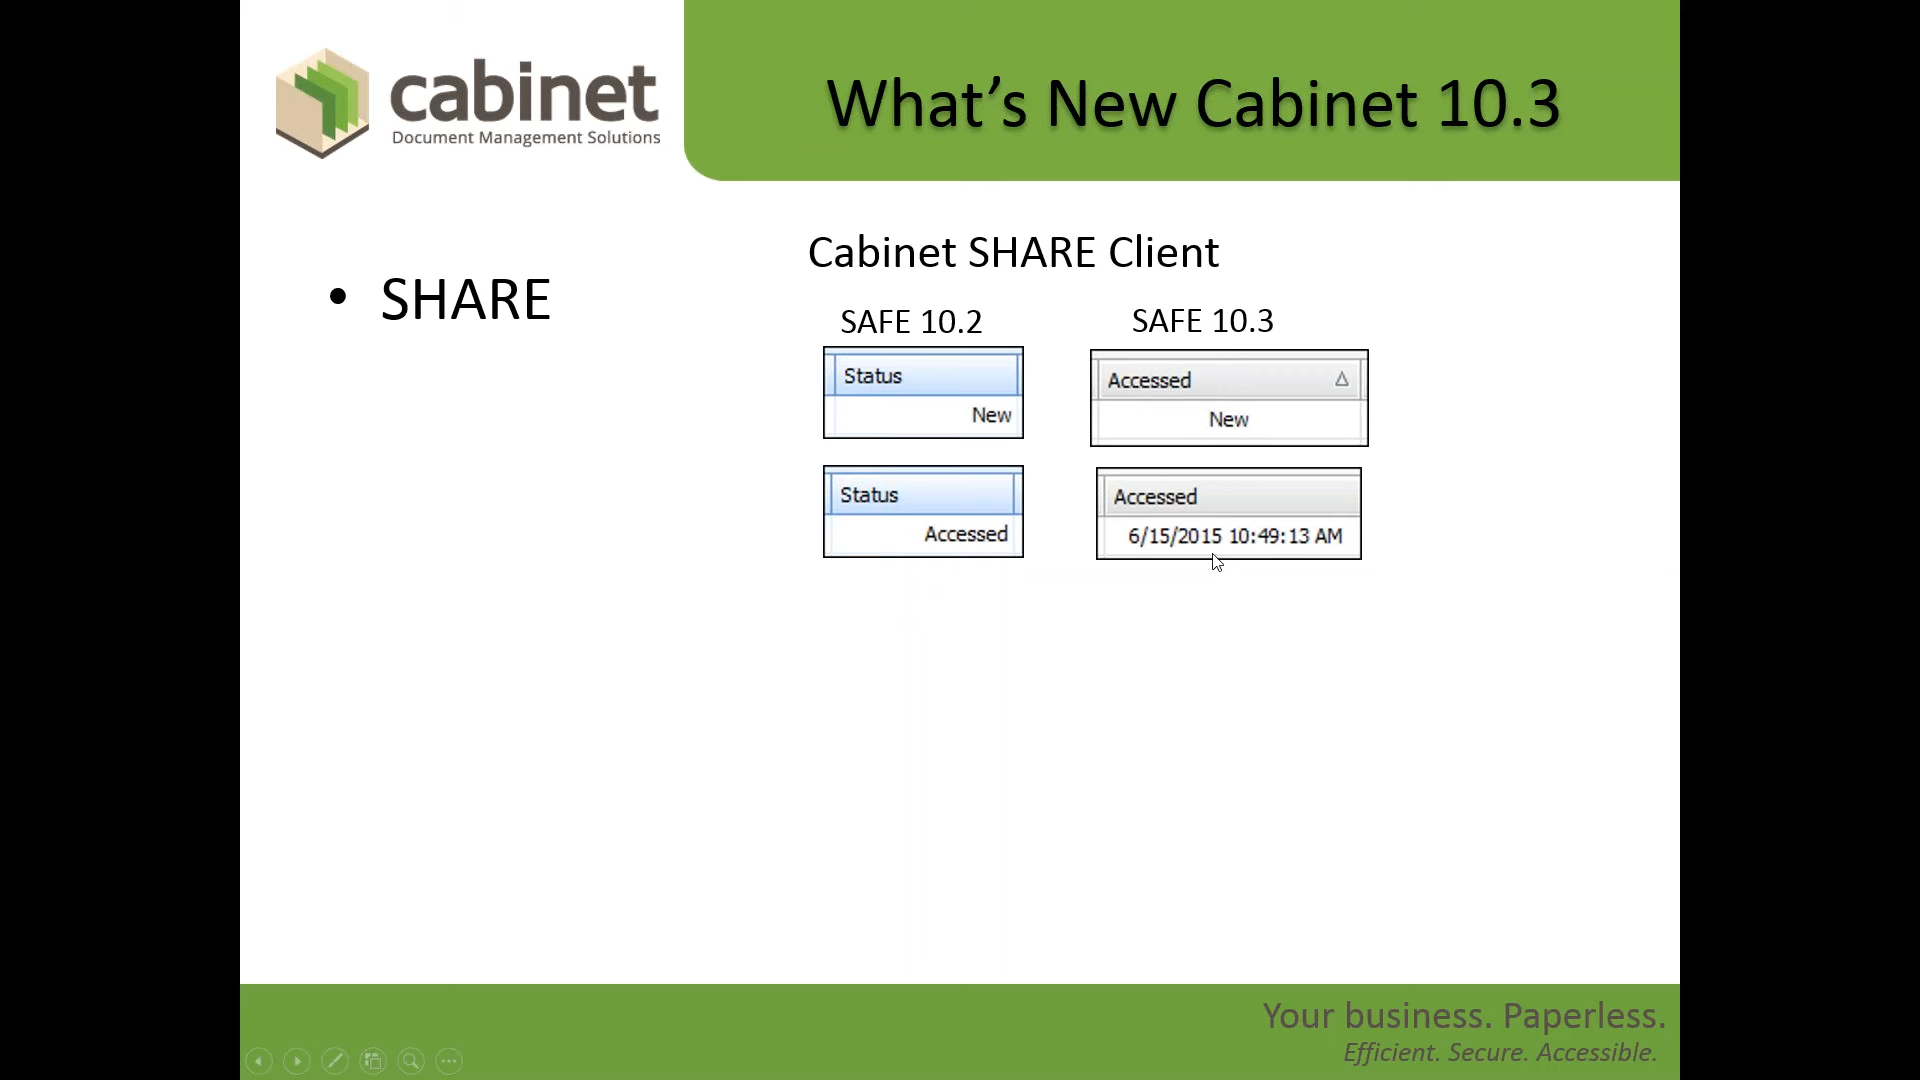 cabinet
Document Management Solutions
What’s New Cabinet 10.3
• SHARE
Cabinet SHARE Client
SAFE 10.2
SAFE 10.3
Status
New
Accessed
New
Status
Accessed
Accessed
6/15/2015 10:49:13 AM
Your business. Paperless.
Efficient. Secure. Accessible.